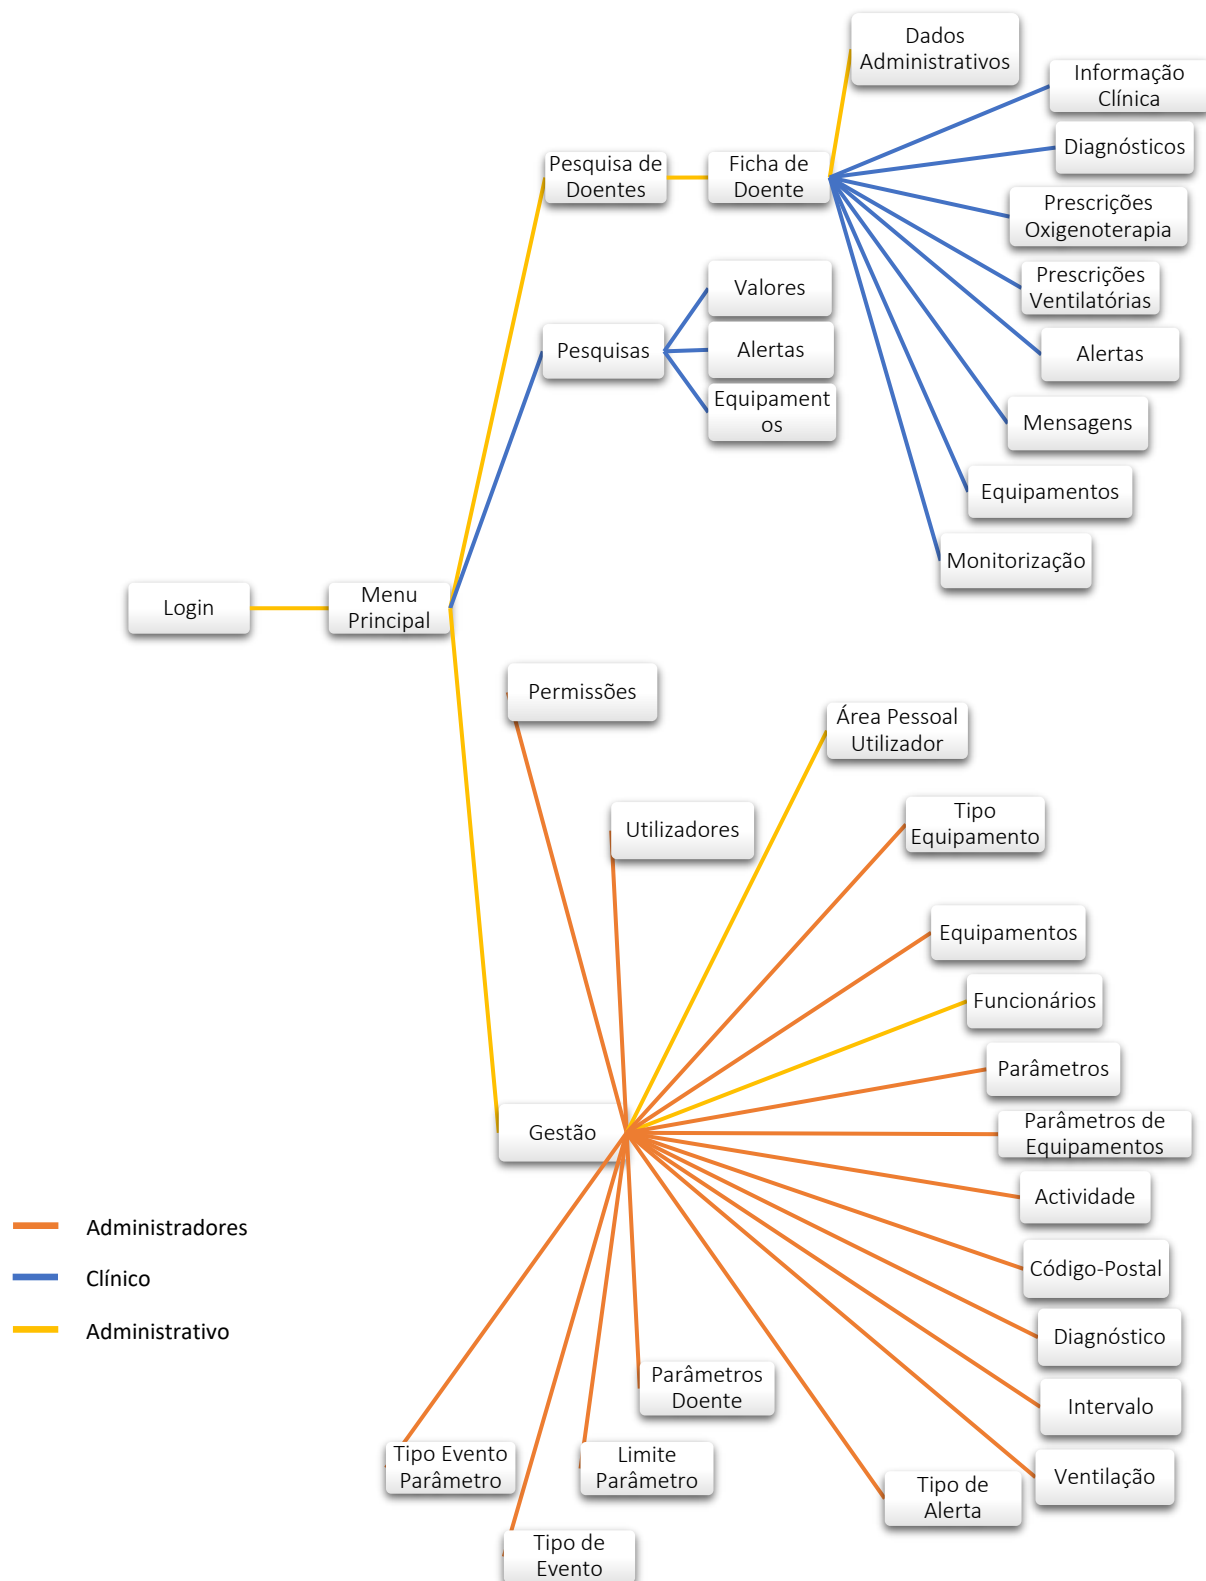 Dados
Administrativos
Informação
Clínica
Diagnósticos
Pesquisa de
Doentes
Ficha de
Doente
Prescrições
Oxigenoterapia
Prescrições
Ventilatórias
Valores
Pesquisas
Alertas
Alertas
Equipament
os
Mensagens
Equipamentos
Monitorização
Login
Menu
Principal
Permissões
Área Pessoal
Utilizador
Utilizadores
Tipo
Equipamento
Equipamentos
Funcionários
Parâmetros
Gestão
Parâmetros de
Equipamentos
Actividade
Código-Postal
Diagnóstico
Intervalo
Ventilação
Tipo de
Alerta
Parâmetros
Doente
Limite
Parâmetro
Tipo Evento
Parâmetro
Tipo de
Evento
Administradores
Clínico
Administrativo